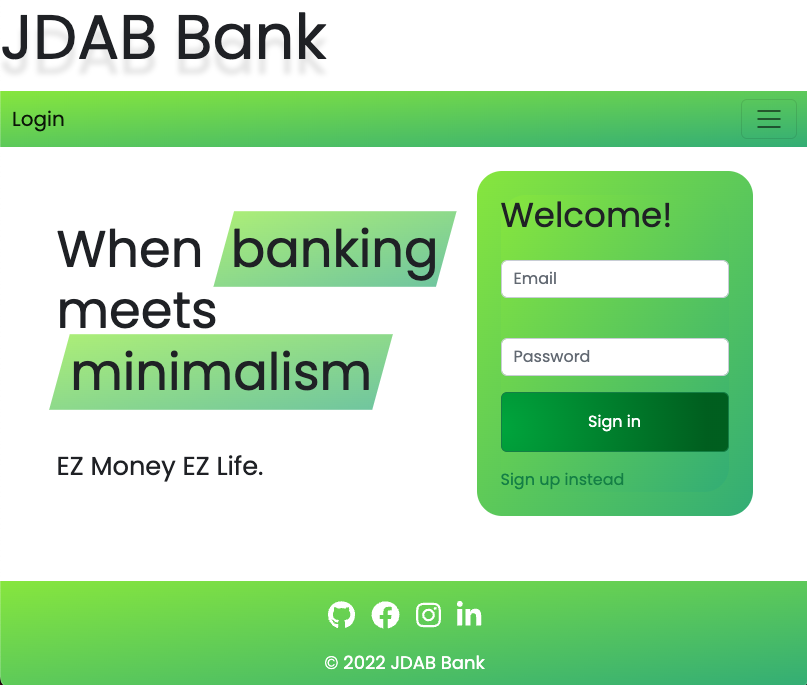 JDAB Bank
Login
When banking
meets
minimalism
EZ Money EZ Life.
Welcome!
Email
Password
Sign in
Sign up instead
© 2022 JDAB Bank